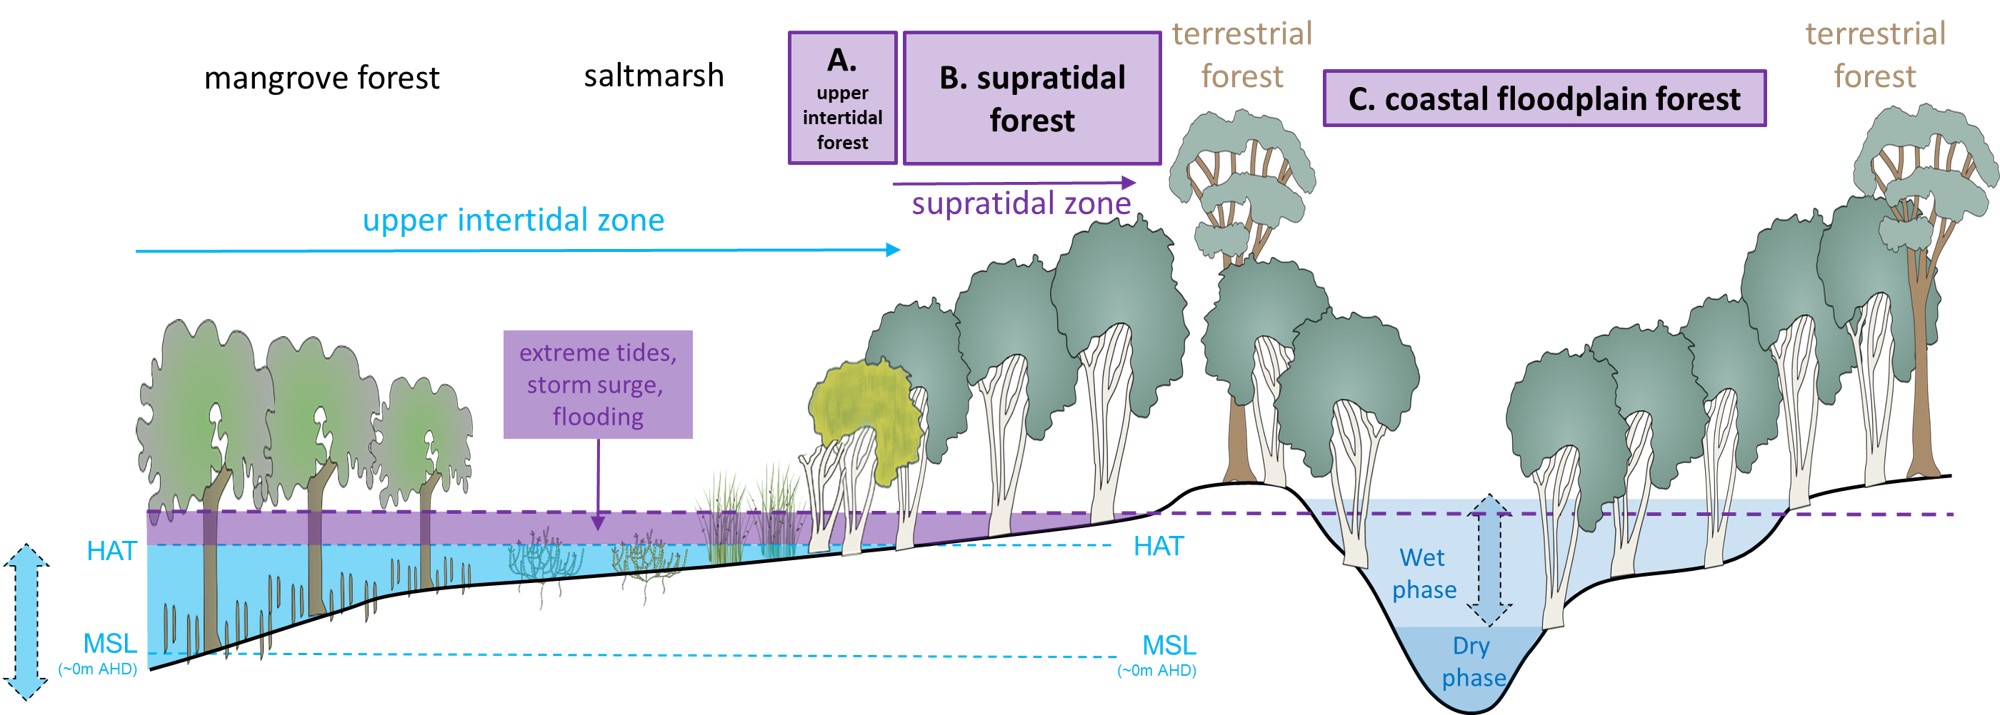 mangrove forest
saltmarsh
A.
upper
intertidal
forest
B. supratidal
forest
terrestrial
forest
C. coastal floodplain forest
terrestrial
forest
upper intertidal zone
supratidal zone
extreme tides,
storm surge,
flooding
HAT
HAT
MSL
(~0m AHD)
MSL
(~0m AHD)
Wet
phase
Dry
phase